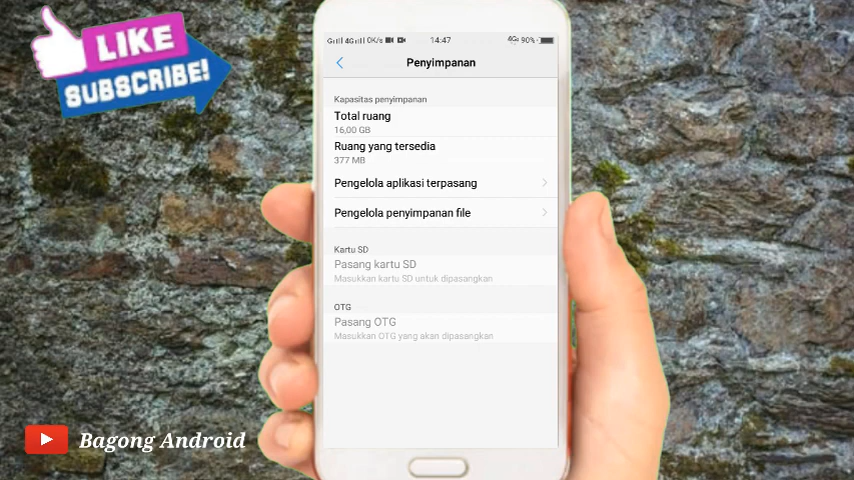 LIKE
SUBSCRIBE!
14:47
90%
Penyimpanan
Kapasitas penyimpanan
Total ruang
16,00 GB
Ruang yang tersedia
377 MB
Pengelola aplikasi terpasang
Pengelola penyimpanan file
Kartu SD
Pasang kartu SD
Masukkan kartu SD untuk dipasangkan
OTG
Pasang OTG
Masukkan OTG yang akan dipasangkan
Bagong Android